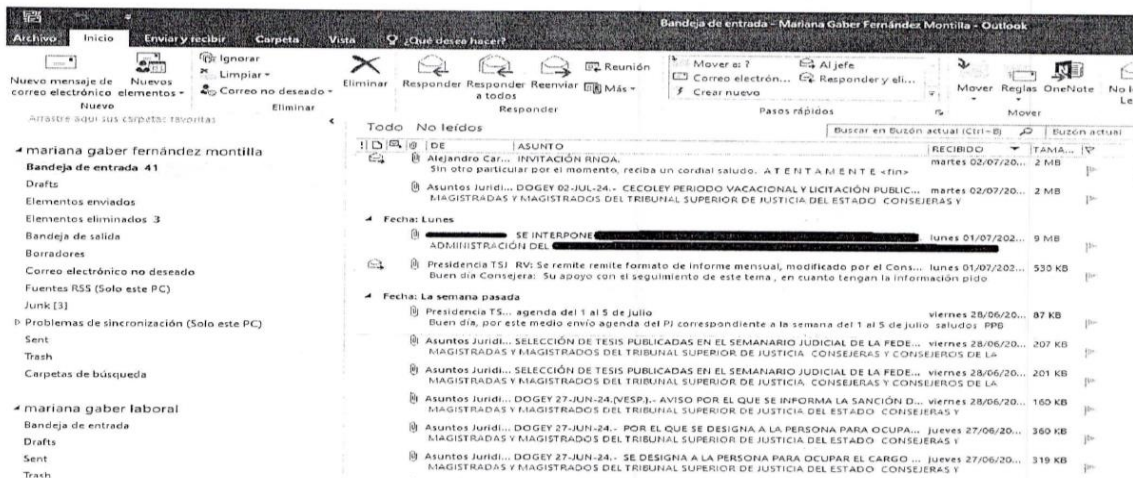 Bandeja de entrada - Mariana Gaber Fernández Montilla - Outlook
Archivo Inicio Enviar y recibir Carpeta Vista ¿Qué desea hacer?
Nuevo mensaje de correo electrónico
Nuevos elementos
Nuevo
Ignorar
Limpiar
Correo no deseado
Eliminar
Eliminar
Responder
Responder a todos
Reenviar
Reunión
Más
Responder
Mover a: ?
Al jefe
Correo electrón...
Responder y eli...
Crear nuevo
Pasos rápidos
Mover
Reglas
OneNote
Mover
Arrastre aquí sus carpetas favoritas
mariana gaber fernández montilla
Bandeja de entrada 41
Drafts
Elementos enviados
Elementos eliminados 3
Bandeja de salida
Borradores
Correo electrónico no deseado
Fuentes RSS (Solo este PC)
Junk [3]
Problemas de sincronización (Solo este PC)
Sent
Trash
Carpetas de búsqueda
mariana gaber laboral
Bandeja de entrada
Drafts
Sent
Trash
Todo No leídos
Buscar en Buzón actual (Ctrl+B) Buzón actual
DE ASUNTO RECIBIDO TAMA...
Alejandro Car... INVITACIÓN RNOA. martes 02/07/20... 2 MB
Sin otro particular por el momento, reciba un cordial saludo. A T E N T A M E N T E <fin>
Asuntos Juridi... DOGEY 02-JUL-24.- CECOLEY PERIODO VACACIONAL Y LICITACIÓN PUBLIC... martes 02/07/20... 2 MB
MAGISTRADAS Y MAGISTRADOS DEL TRIBUNAL SUPERIOR DE JUSTICIA DEL ESTADO CONSEJERAS Y
Fecha: Lunes
SE INTERPONE lunes 01/07/202... 9 MB
ADMINISTRACIÓN DEL
Presidencia TSJ RV: Se remite remite formato de informe mensual, modificado por el Cons... lunes 01/07/202... 530 KB
Buen día Consejera: Su apoyo con el seguimiento de este tema , en cuanto tengan la información pido
Fecha: La semana pasada
Presidencia TS... agenda del 1 al 5 de julio viernes 28/06/20... 87 KB
Buen día, por este medio envío agenda del PJ correspondiente a la semana del 1 al 5 de julio saludos PPB
Asuntos Juridi... SELECCIÓN DE TESIS PUBLICADAS EN EL SEMANARIO JUDICIAL DE LA FEDE... viernes 28/06/20... 207 KB
MAGISTRADAS Y MAGISTRADOS DEL TRIBUNAL SUPERIOR DE JUSTICIA CONSEJERAS Y CONSEJEROS DE LA
Asuntos Juridi... SELECCIÓN DE TESIS PUBLICADAS EN EL SEMANARIO JUDICIAL DE LA FEDE... viernes 28/06/20... 201 KB
MAGISTRADAS Y MAGISTRADOS DEL TRIBUNAL SUPERIOR DE JUSTICIA CONSEJERAS Y CONSEJEROS DE LA
Asuntos Juridi... DOGEY 27-JUN-24.(VESP.).- AVISO POR EL QUE SE INFORMA LA SANCIÓN D... viernes 28/06/20... 160 KB
MAGISTRADAS Y MAGISTRADOS DEL TRIBUNAL SUPERIOR DE JUSTICIA DEL ESTADO CONSEJERAS Y
Asuntos Juridi... DOGEY 27-JUN-24.- POR EL QUE SE DESIGNA A LA PERSONA PARA OCUPA... jueves 27/06/20... 360 KB
MAGISTRADAS Y MAGISTRADOS DEL TRIBUNAL SUPERIOR DE JUSTICIA DEL ESTADO CONSEJERAS Y
Asuntos Juridi... DOGEY 27-JUN-24.- SE DESIGNA A LA PERSONA PARA OCUPAR EL CARGO ... jueves 27/06/20... 319 KB
MAGISTRADAS Y MAGISTRADOS DEL TRIBUNAL SUPERIOR DE JUSTICIA DEL ESTADO CONSEJERAS Y